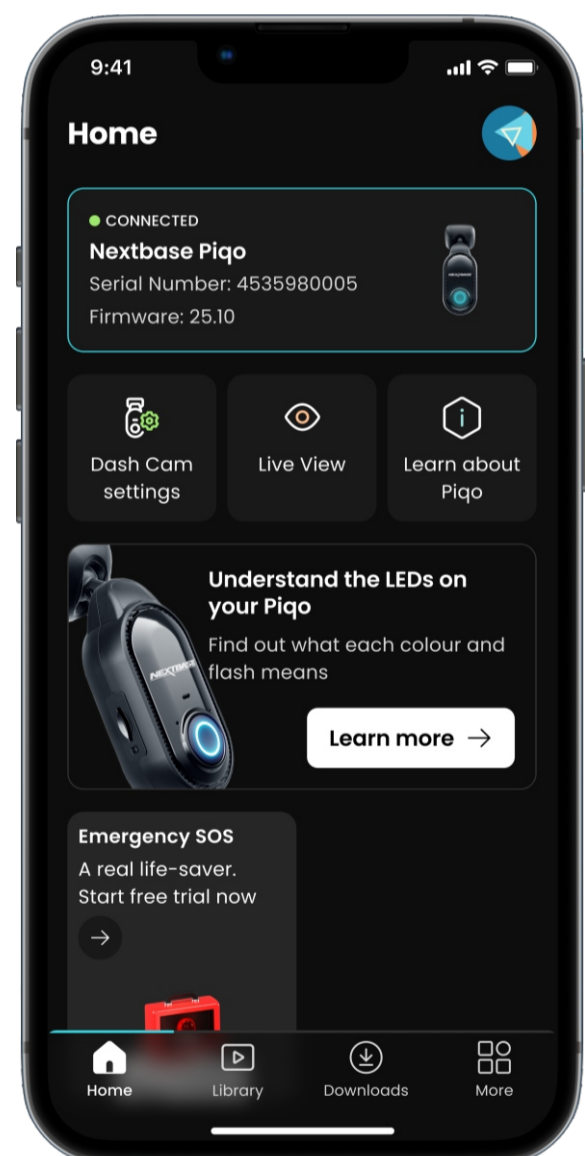 9:41
Home
CONNECTED
Nextbase Piqo
Serial Number: 4535980005
Firmware: 25.10
Dash Cam
settings
Live View
Learn about
Piqo
Understand the LEDs on
your Piqo
Find out what each colour and
flash means
NEXTBASE
Learn more
Emergency SOS
A real life-saver.
Start free trial now
Home
Library
Downloads
More